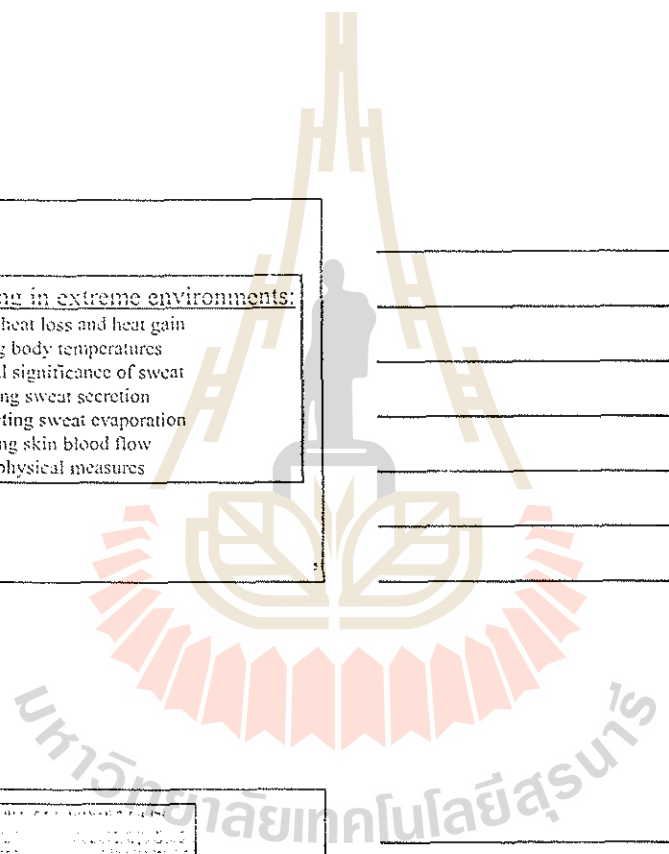 ng in extreme environments:
heat loss and heat gain
g body temperatures
l significance of sweat
ng sweat secretion
ting sweat evaporation
ng skin blood flow
physical measures
มหาวิทยาลัยเทคโนโลยีสุรนารี